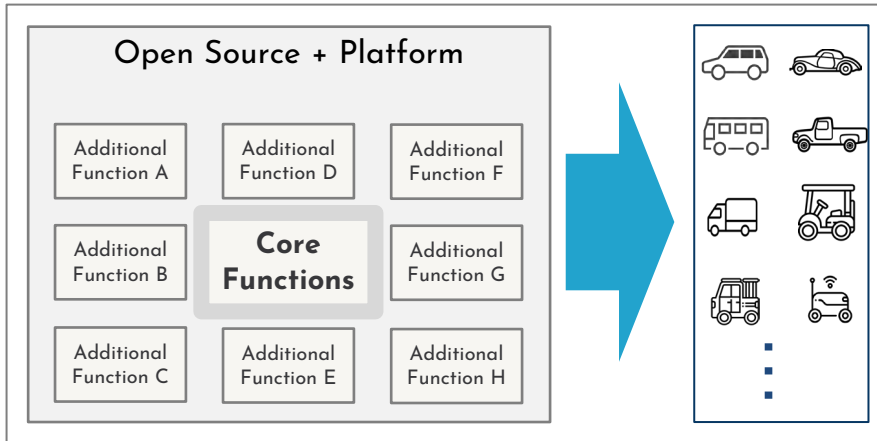 Open Source + Platform
Additional
Function A
Additional
Function D
Additional
Function F
Additional
Function B
Core
Functions
Additional
Function G
Additional
Function C
Additional
Function E
Additional
Function H